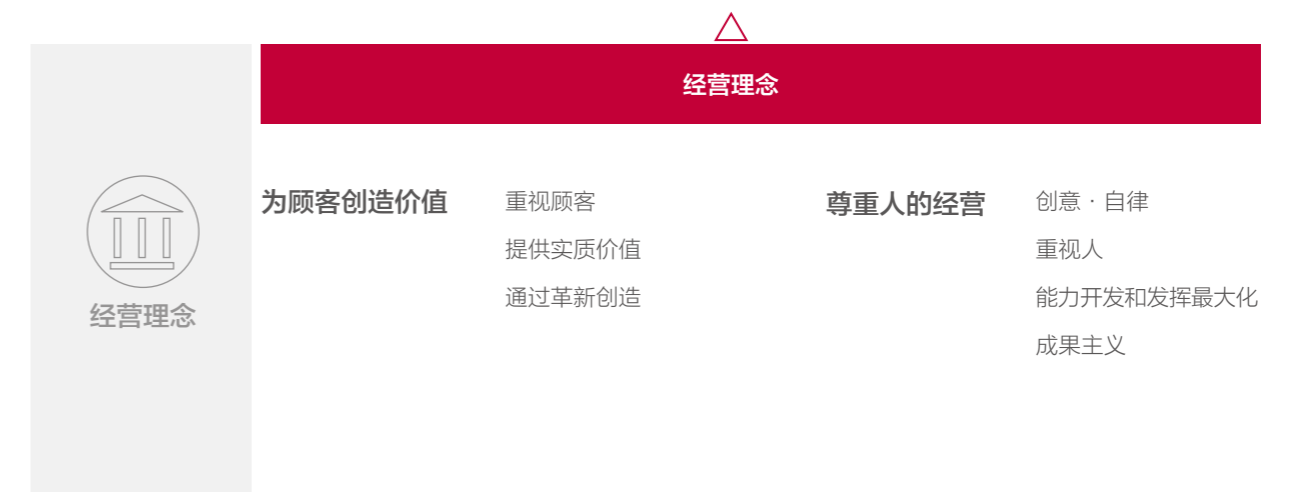 经营理念
经营理念
为顾客创造价值
重视顾客
提供实质价值
通过革新创造
尊重人的经营
创意 · 自律
重视人
能力开发和发挥最大化
成果主义